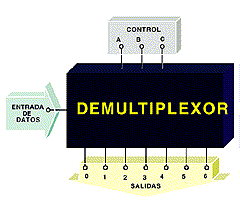 CONTROL
A B C
ENTRADA
DE
DATOS
DEMULTIPLEXOR
0 1 2 3 4 5 6
SALIDAS